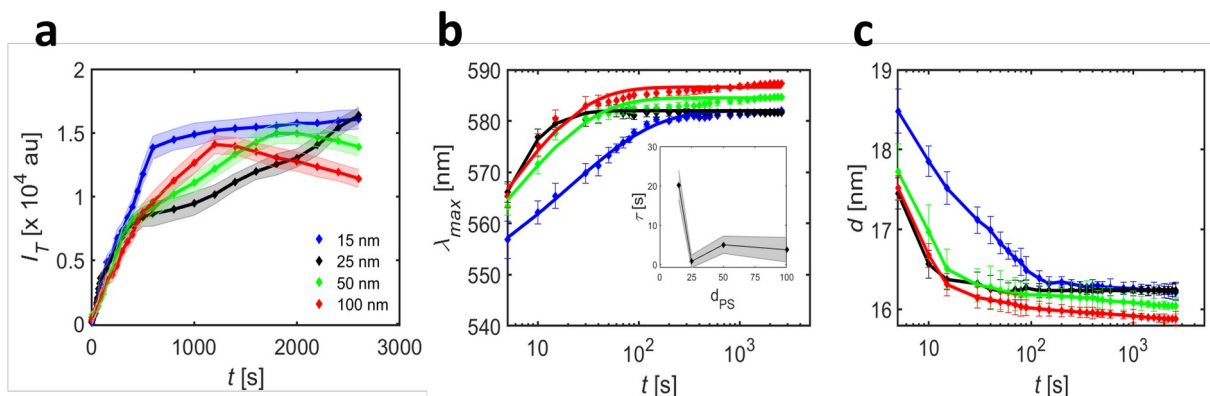 a
b
c
I_T [x 10^4 au]
2
1.5
1
0.5
0
0
1000
2000
3000
t [s]
15 nm
25 nm
50 nm
100 nm
λ_max [nm]
590
580
570
560
550
540
10
10^2
10^3
t [s]
τ [s]
30
20
10
0
25
50
75
100
d_PS
d [nm]
19
18
17
16
10
10^2
10^3
t [s]